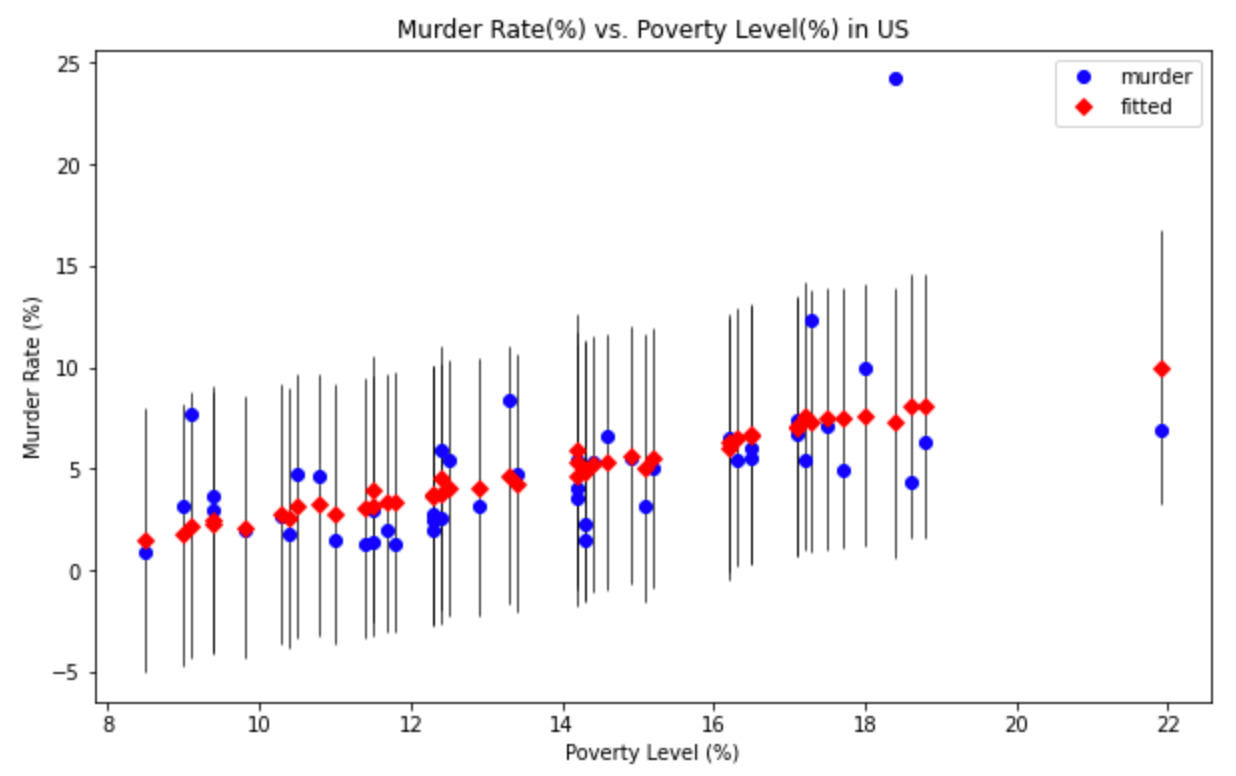 Murder Rate(%) vs. Poverty Level(%) in US
murder
fitted
25
20
15
10
5
0
−5
Murder Rate (%)
8 10 12 14 16 18 20 22
Poverty Level (%)